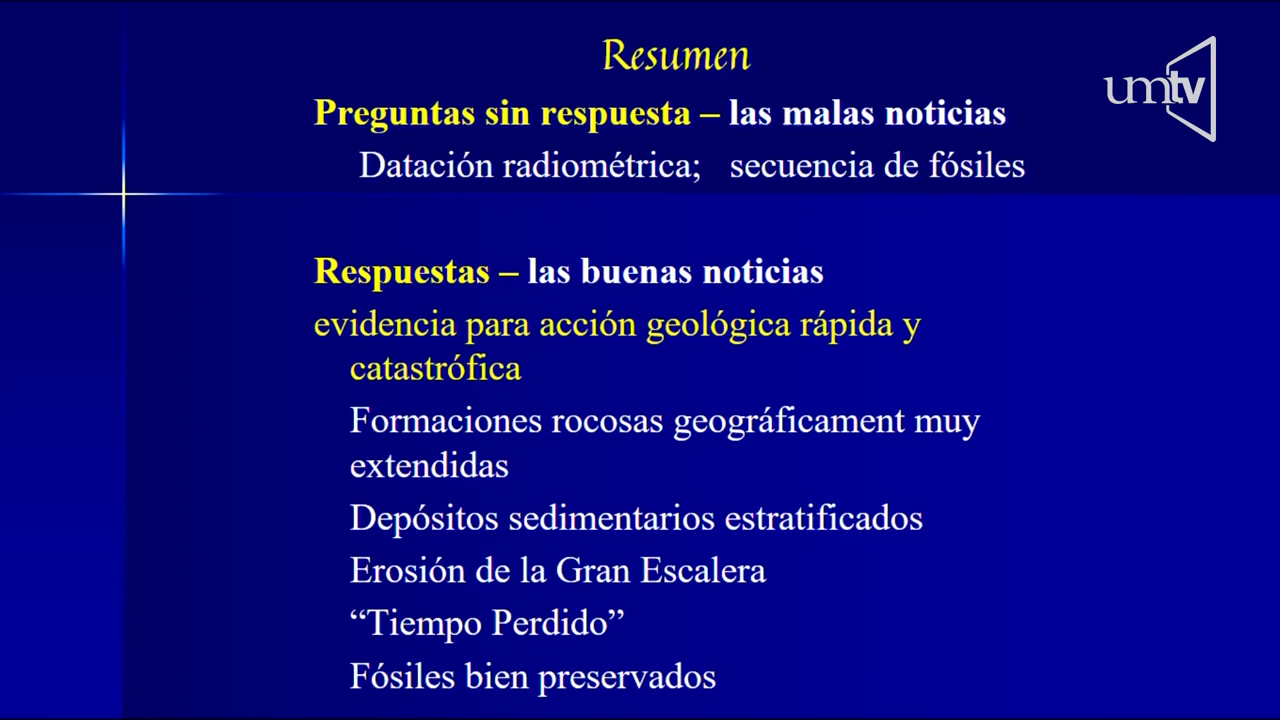 Resumen
umtv
Preguntas sin respuesta – las malas noticias
Datación radiométrica; secuencia de fósiles
Respuestas – las buenas noticias
evidencia para acción geológica rápida y
catastrófica
Formaciones rocosas geográficament muy
extendidas
Depósitos sedimentarios estratificados
Erosión de la Gran Escalera
“Tiempo Perdido”
Fósiles bien preservados